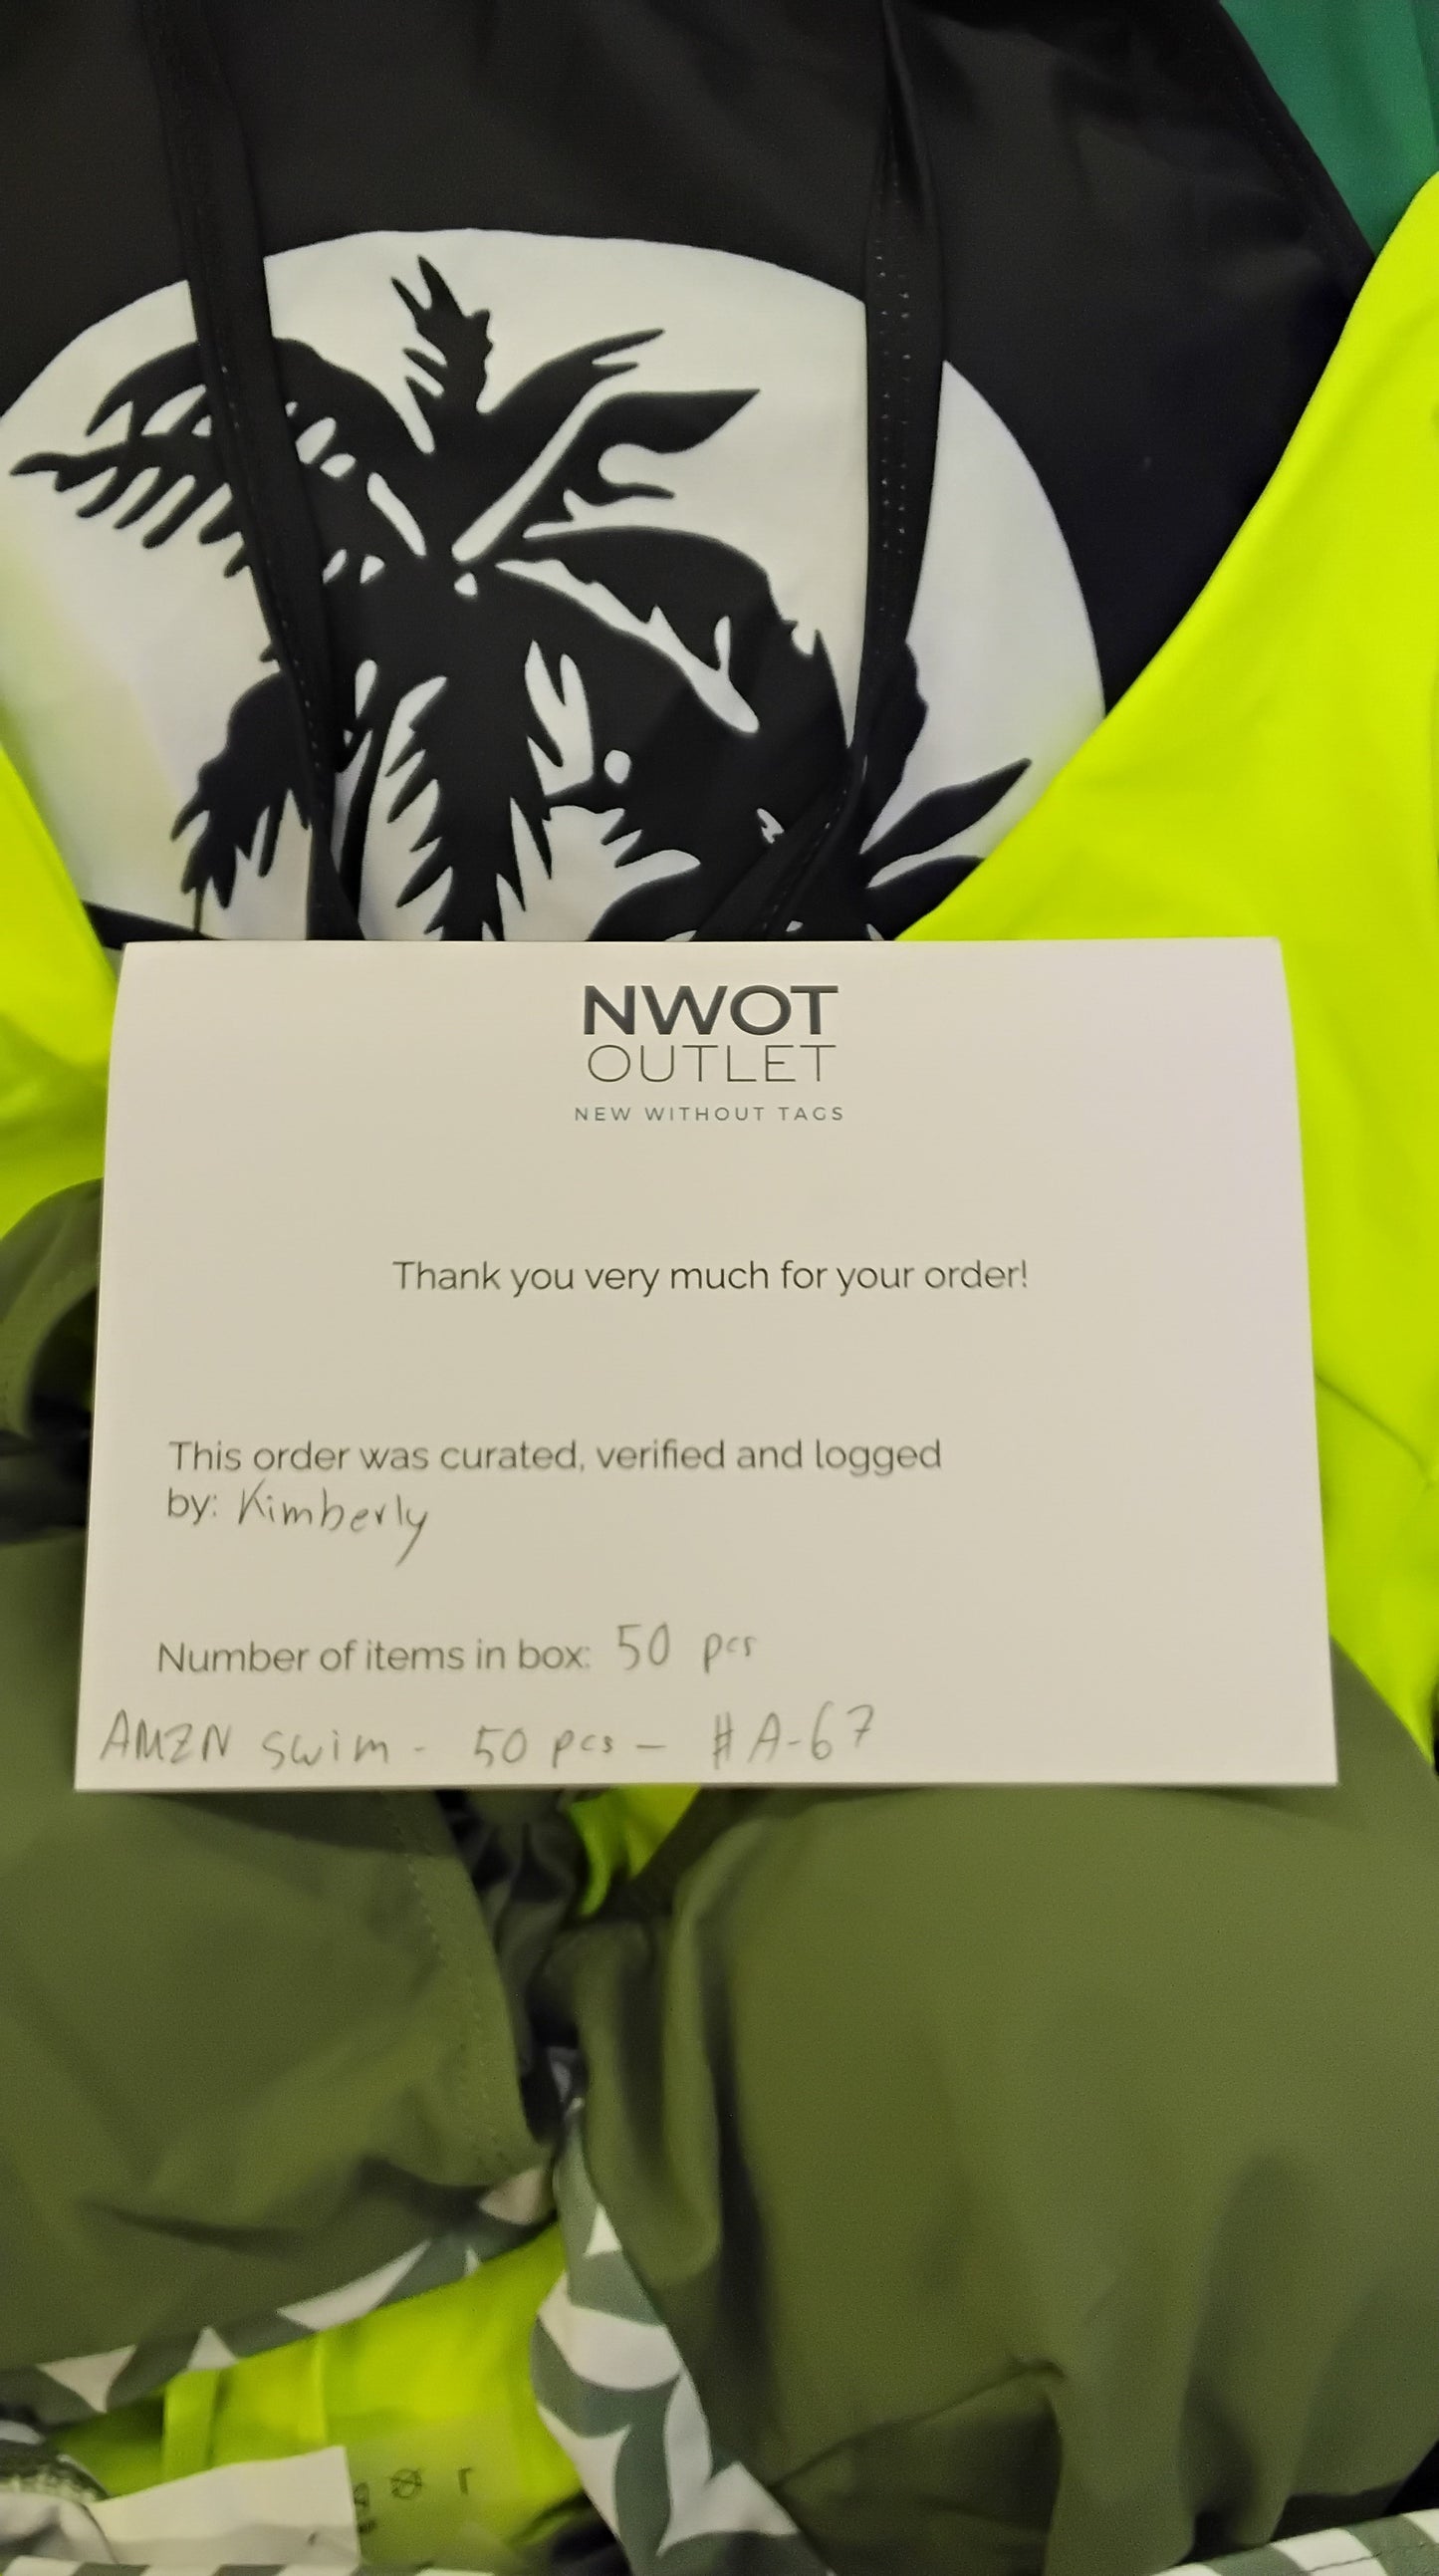 NWOT
OUTLET
NEW WITHOUT TAGS
Thank you very much for your order!
This order was curated, verified and logged
by: Kimberly
Number of items in box: 50 pcs
AMZN swim - 50 pcs - #A-67